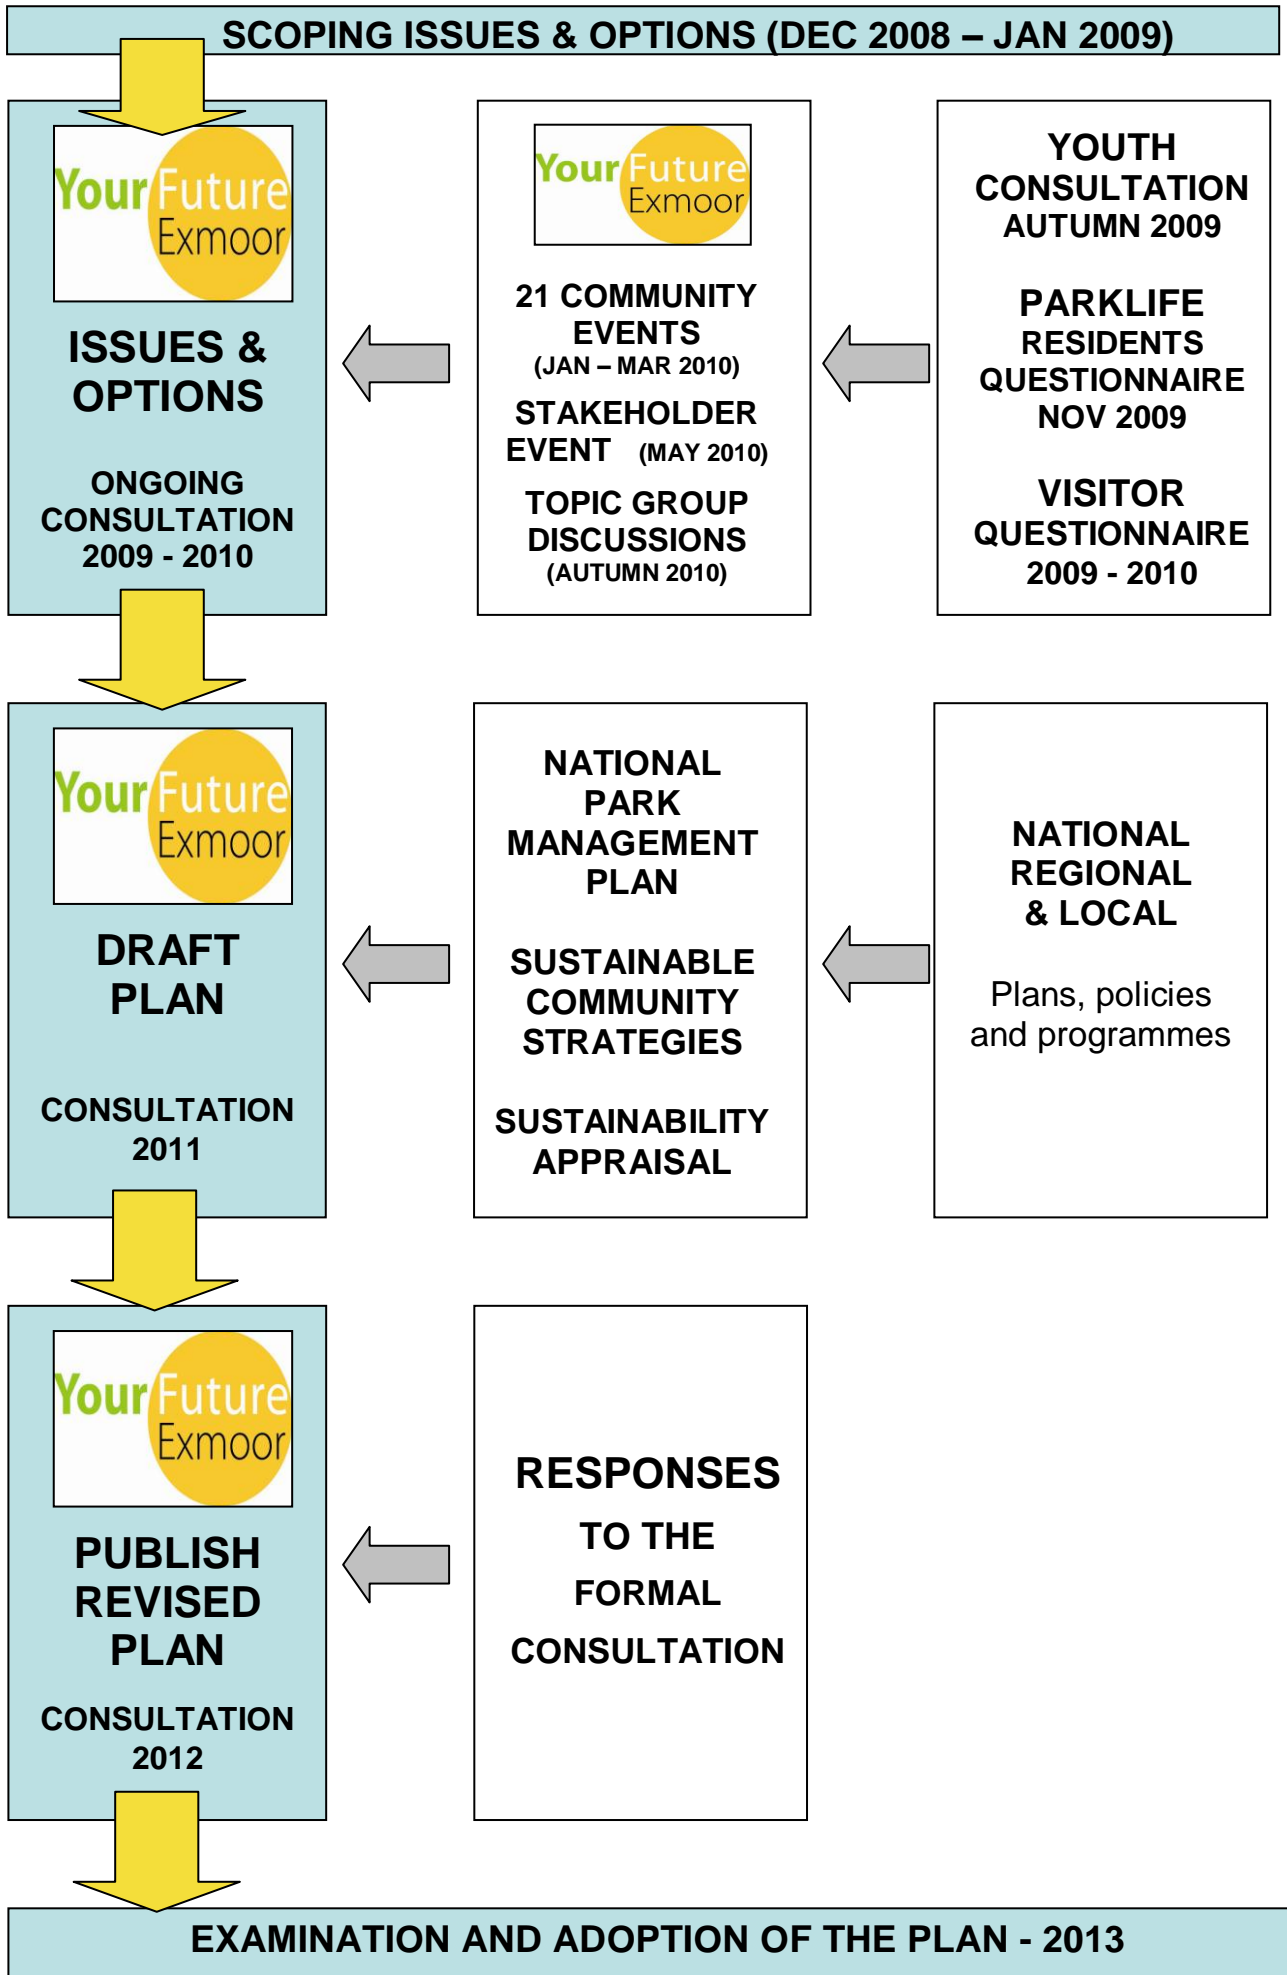 SCOPING ISSUES & OPTIONS (DEC 2008 – JAN 2009)
Your Future
Exmoor
ISSUES &
OPTIONS
ONGOING
CONSULTATION
2009 - 2010
Your Future
Exmoor
21 COMMUNITY
EVENTS
(JAN – MAR 2010)
STAKEHOLDER
EVENT (MAY 2010)
TOPIC GROUP
DISCUSSIONS
(AUTUMN 2010)
YOUTH
CONSULTATION
AUTUMN 2009
PARKLIFE
RESIDENTS
QUESTIONNAIRE
NOV 2009
VISITOR
QUESTIONNAIRE
2009 - 2010
Your Future
Exmoor
DRAFT
PLAN
CONSULTATION
2011
NATIONAL
PARK
MANAGEMENT
PLAN
SUSTAINABLE
COMMUNITY
STRATEGIES
SUSTAINABILITY
APPRAISAL
NATIONAL
REGIONAL
& LOCAL
Plans, policies
and programmes
Your Future
Exmoor
PUBLISH
REVISED
PLAN
CONSULTATION
2012
RESPONSES
TO THE
FORMAL
CONSULTATION
EXAMINATION AND ADOPTION OF THE PLAN - 2013